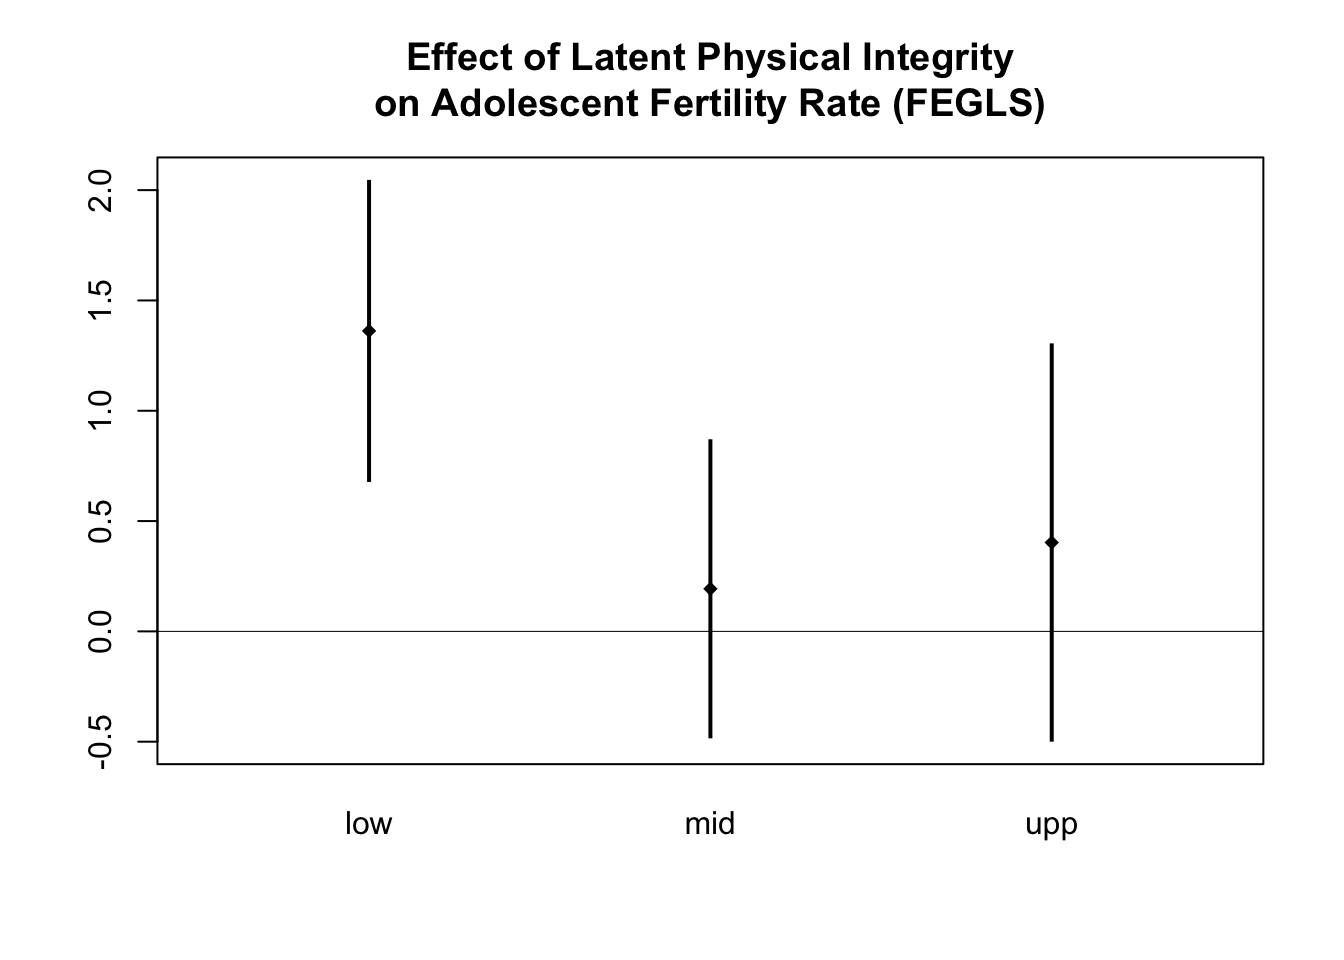 Effect of Latent Physical Integrity
on Adolescent Fertility Rate (FEGLS)
2.0
1.5
1.0
0.5
0.0
-0.5
low mid upp